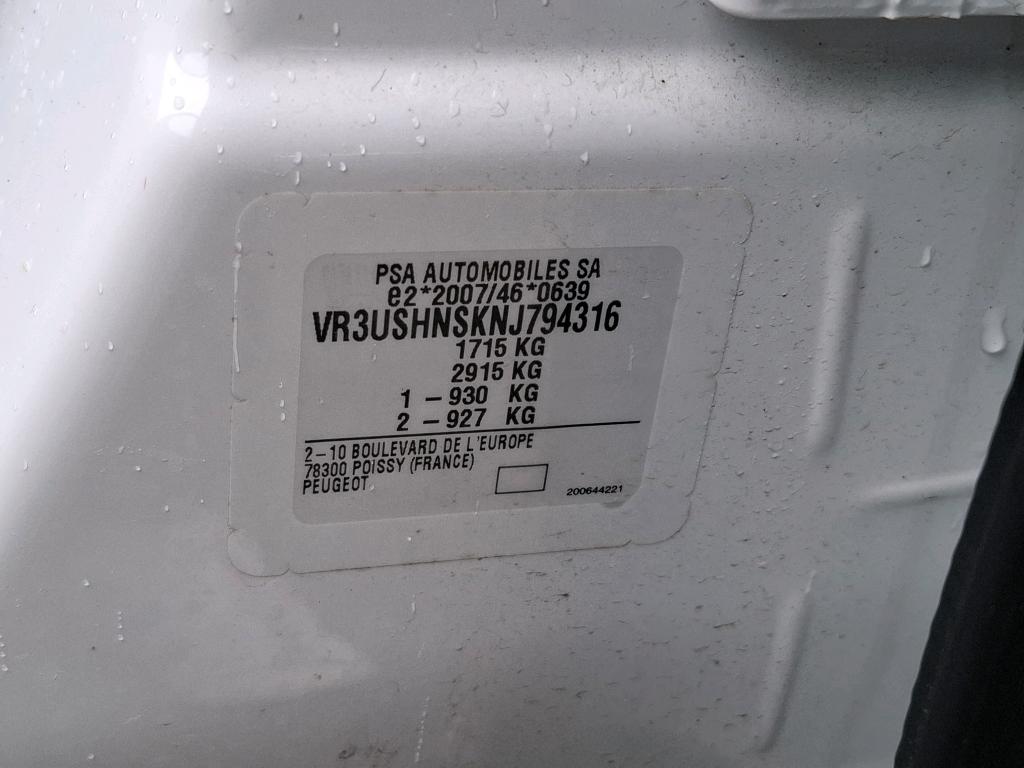 PSA AUTOMOBILES SA
e2*2007/46*0639
VR3USHNSKNJ794316
1715 KG
2915 KG
1 – 930 KG
2 – 927 KG
2–10 BOULEVARD DE L'EUROPE
78300 POISSY (FRANCE)
PEUGEOT
200644221